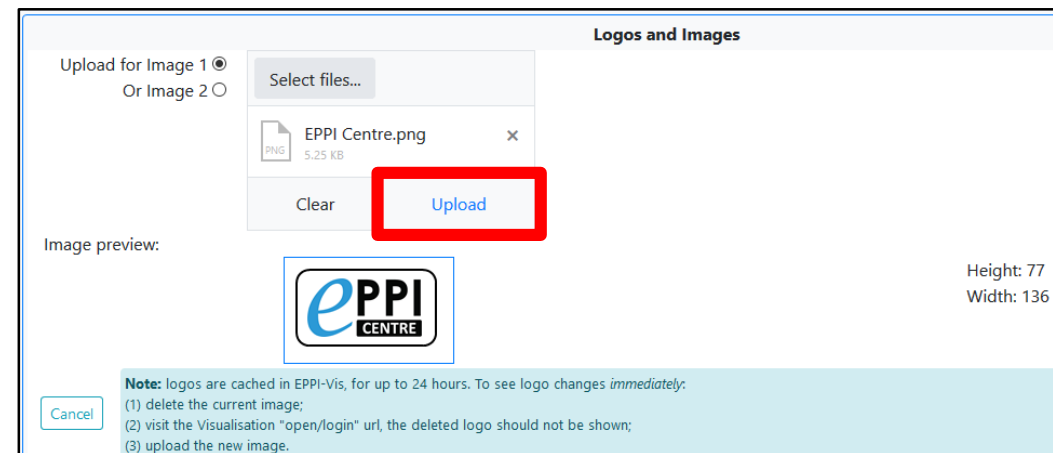 Logos and Images
Upload for Image 1
Or Image 2
Select files...
PNG
EPPI Centre.png
5.25 KB
Clear
Upload
Image preview:
ePPI
CENTRE
Height: 77
Width: 136
Cancel
Note: logos are cached in EPPI-Vis, for up to 24 hours. To see logo changes immediately:
(1) delete the current image;
(2) visit the Visualisation "open/login" url, the deleted logo should not be shown;
(3) upload the new image.